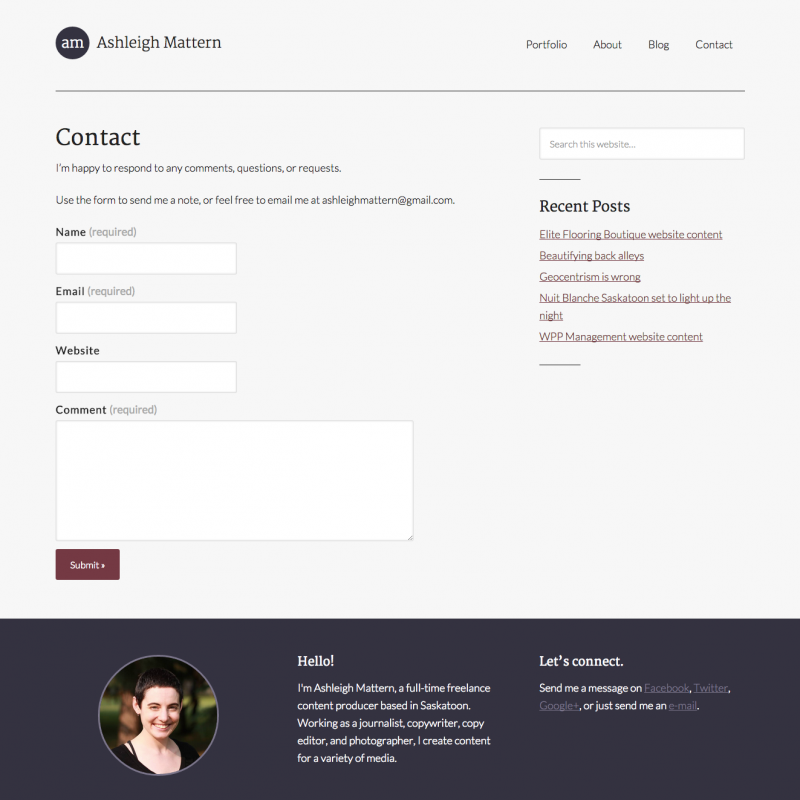 am Ashleigh Mattern
Portfolio About Blog Contact
Contact
I'm happy to respond to any comments, questions, or requests.
Use the form to send me a note, or feel free to email me at ashleighmattern@gmail.com.
Name (required)
Email (required)
Website
Comment (required)
Submit »
Search this website...
Recent Posts
Elite Flooring Boutique website content
Beautifying back alleys
Geocentrism is wrong
Nuit Blanche Saskatoon set to light up the
night
WPP Management website content
Hello!
I'm Ashleigh Mattern, a full-time freelance
content producer based in Saskatoon.
Working as a journalist, copywriter, copy
editor, and photographer, I create content
for a variety of media.
Let's connect.
Send me a message on Facebook, Twitter,
Google+, or just send me an e-mail.